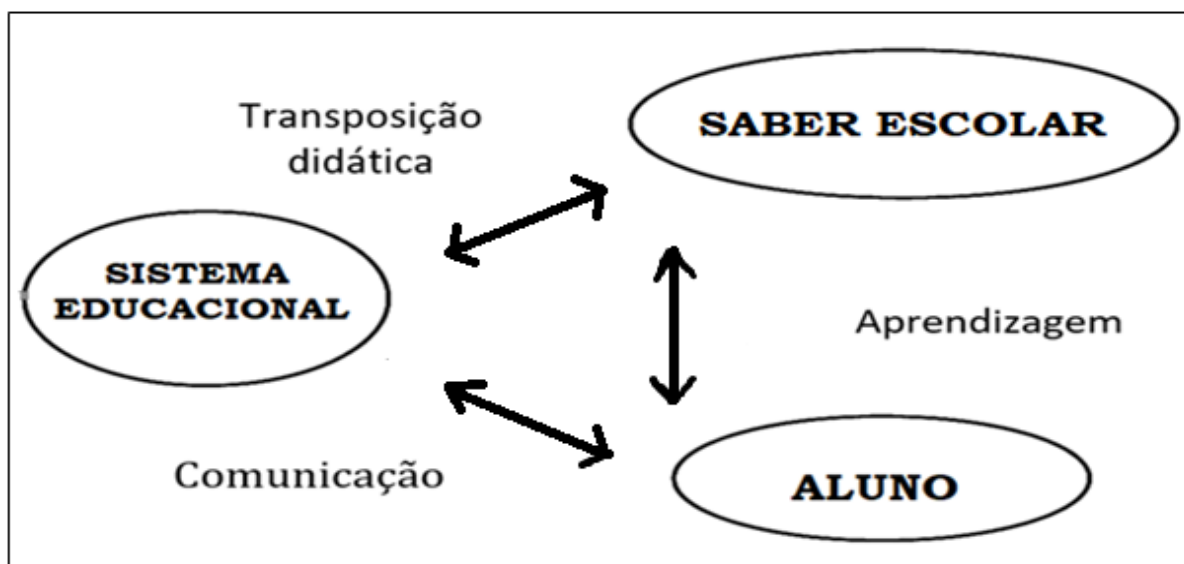 Transposição
didática
SABER ESCOLAR
SISTEMA
EDUCACIONAL
Aprendizagem
Comunicação
ALUNO